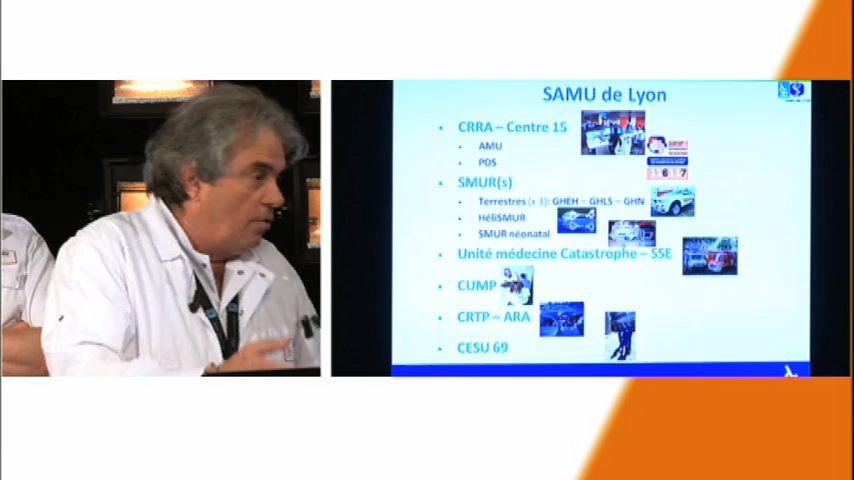 SAMU de Lyon
CRRA – Centre 15
AMU
PDS
SMUR(s)
Terrestres (x 3): GHEH – GHLS – GHN
HéliSMUR
SMUR néonatal
Unité médecine Catastrophe – SSE
CUMP
CRTP – ARA
CESU 69